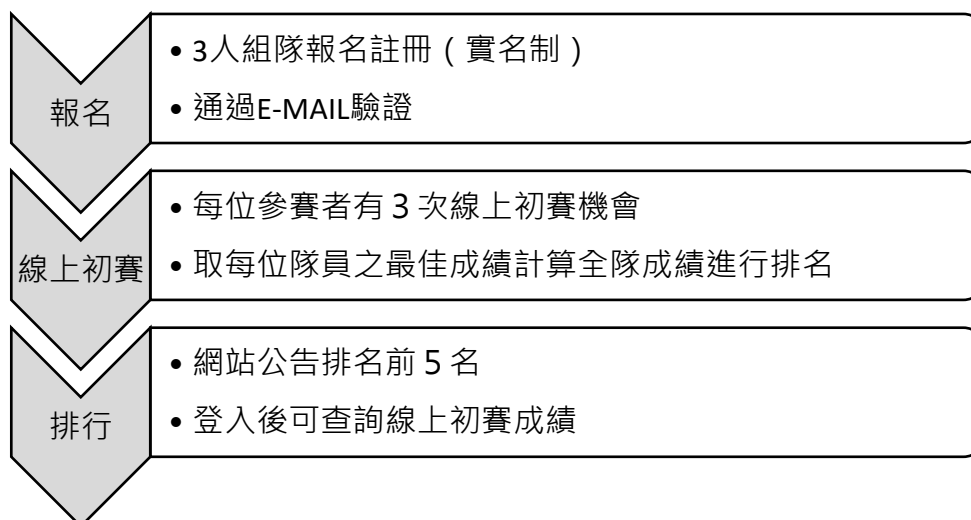 報名
• 3人組隊報名註冊（實名制）
• 通過E-MAIL驗證
線上初賽
• 每位參賽者有 3 次線上初賽機會
• 取每位隊員之最佳成績計算全隊成績進行排名
排行
• 網站公告排名前 5 名
• 登入後可查詢線上初賽成績